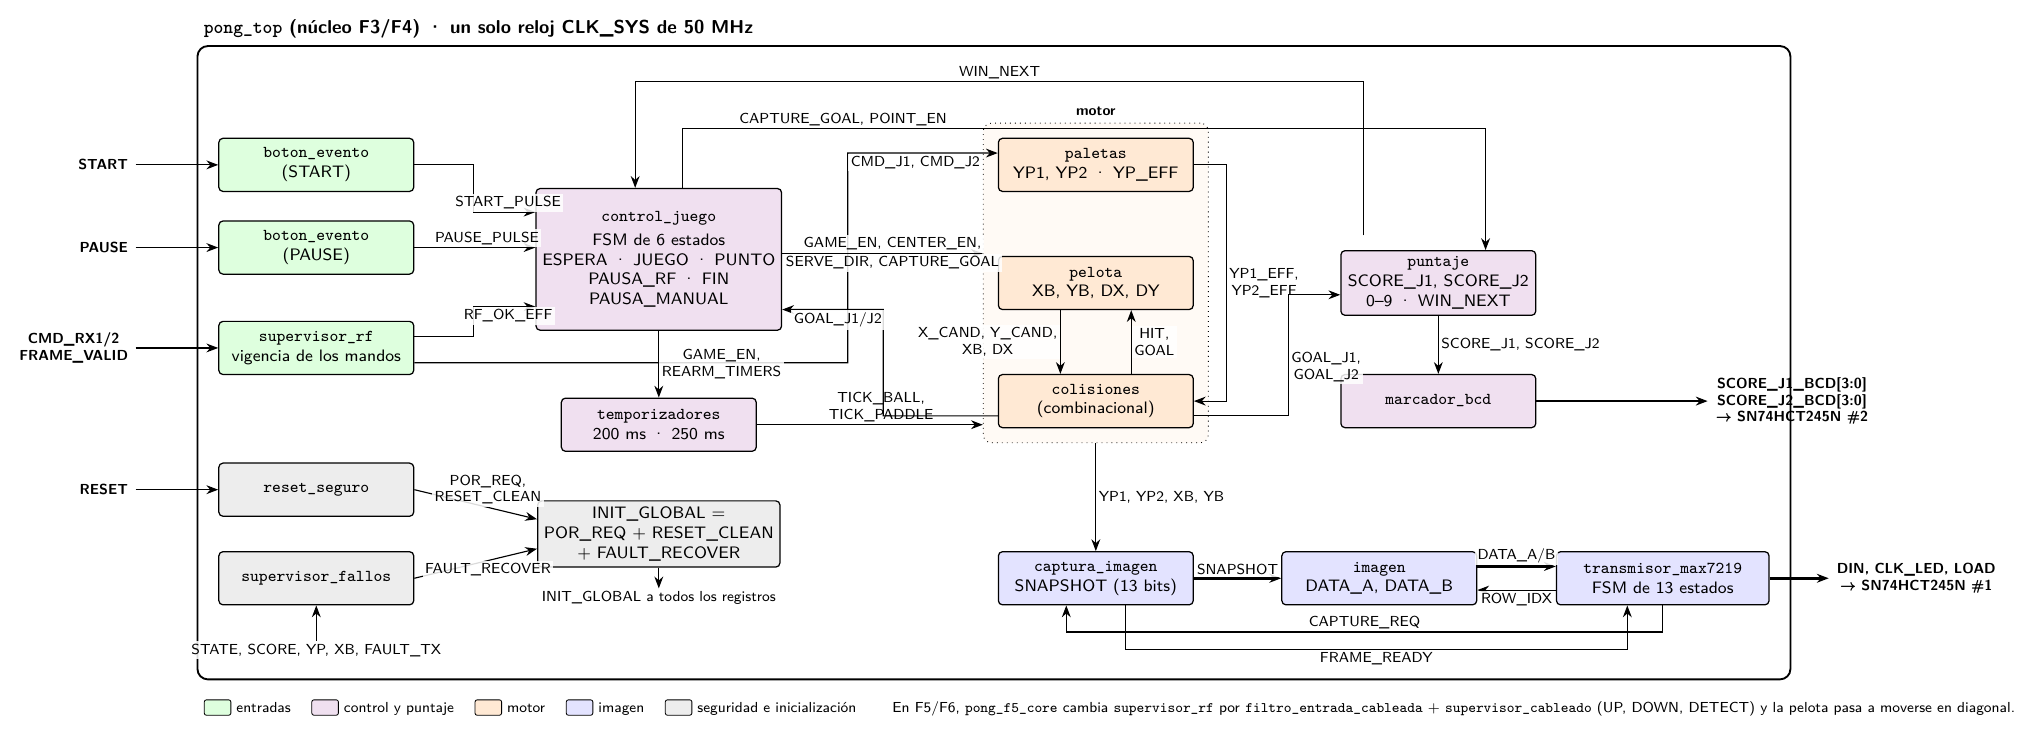 pong_top (núcleo F3/F4) · un solo reloj CLK_SYS de 50 MHz
WIN_NEXT
motor
CAPTURE_GOAL, POINT_EN
START
boton_evento
(START)
START_PULSE
CMD_J1, CMD_J2
paletas
YP1, YP2 · YP_EFF
PAUSE
boton_evento
(PAUSE)
PAUSE_PULSE
control_juego
FSM de 6 estados
ESPERA · JUEGO · PUNTO
PAUSA_RF · FIN
PAUSA_MANUAL
GAME_EN, CENTER_EN,
SERVE_DIR, CAPTURE_GOAL
pelota
XB, YB, DX, DY
YP1_EFF,
YP2_EFF
puntaje
SCORE_J1, SCORE_J2
0–9 · WIN_NEXT
RF_OK_EFF
GOAL_J1/J2
CMD_RX1/2
FRAME_VALID
supervisor_rf
vigencia de los mandos
GAME_EN,
REARM_TIMERS
X_CAND, Y_CAND,
XB, DX
HIT,
GOAL
GOAL_J1,
GOAL_J2
SCORE_J1, SCORE_J2
temporizadores
200 ms · 250 ms
TICK_BALL,
TICK_PADDLE
colisiones
(combinacional)
marcador_bcd
SCORE_J1_BCD[3:0]
SCORE_J2_BCD[3:0]
→ SN74HCT245N #2
RESET
reset_seguro
POR_REQ,
RESET_CLEAN
INIT_GLOBAL =
POR_REQ + RESET_CLEAN
+ FAULT_RECOVER
YP1, YP2, XB, YB
supervisor_fallos
FAULT_RECOVER
INIT_GLOBAL a todos los registros
captura_imagen
SNAPSHOT (13 bits)
SNAPSHOT
imagen
DATA_A, DATA_B
DATA_A/B
ROW_IDX
transmisor_max7219
FSM de 13 estados
DIN, CLK_LED, LOAD
→ SN74HCT245N #1
STATE, SCORE, YP, XB, FAULT_TX
CAPTURE_REQ
FRAME_READY
entradas
control y puntaje
motor
imagen
seguridad e inicialización
En F5/F6, pong_f5_core cambia supervisor_rf por filtro_entrada_cableada + supervisor_cableado (UP, DOWN, DETECT) y la pelota pasa a moverse en diagonal.